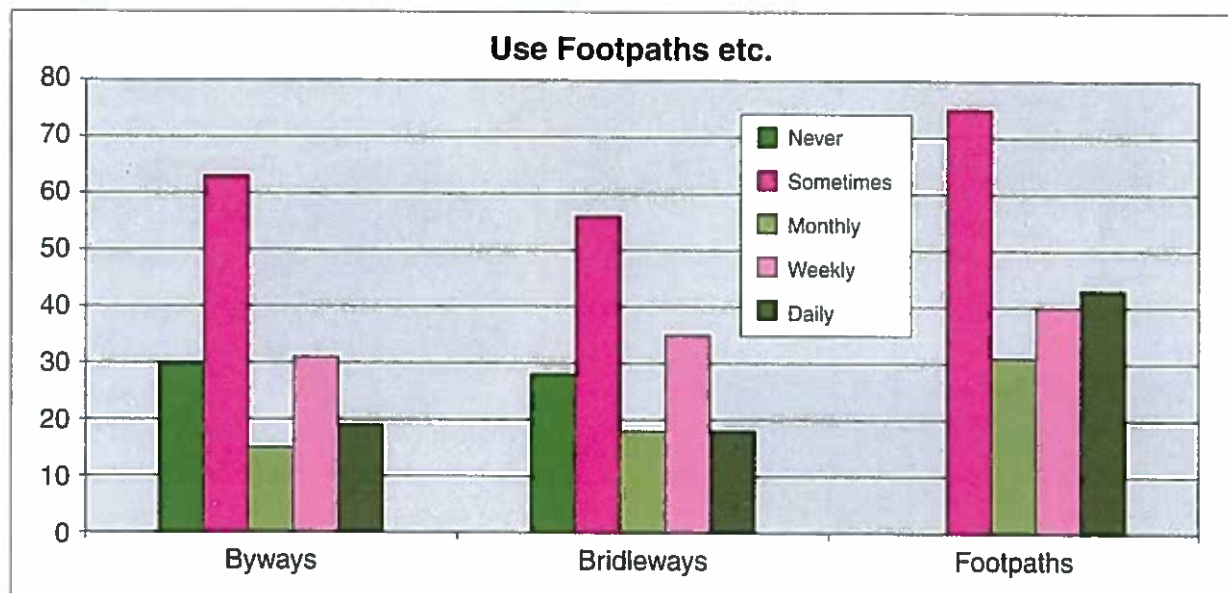 Use Footpaths etc.
80
70
60
50
40
30
20
10
0
Never
Sometimes
Monthly
Weekly
Daily
Byways
Bridleways
Footpaths